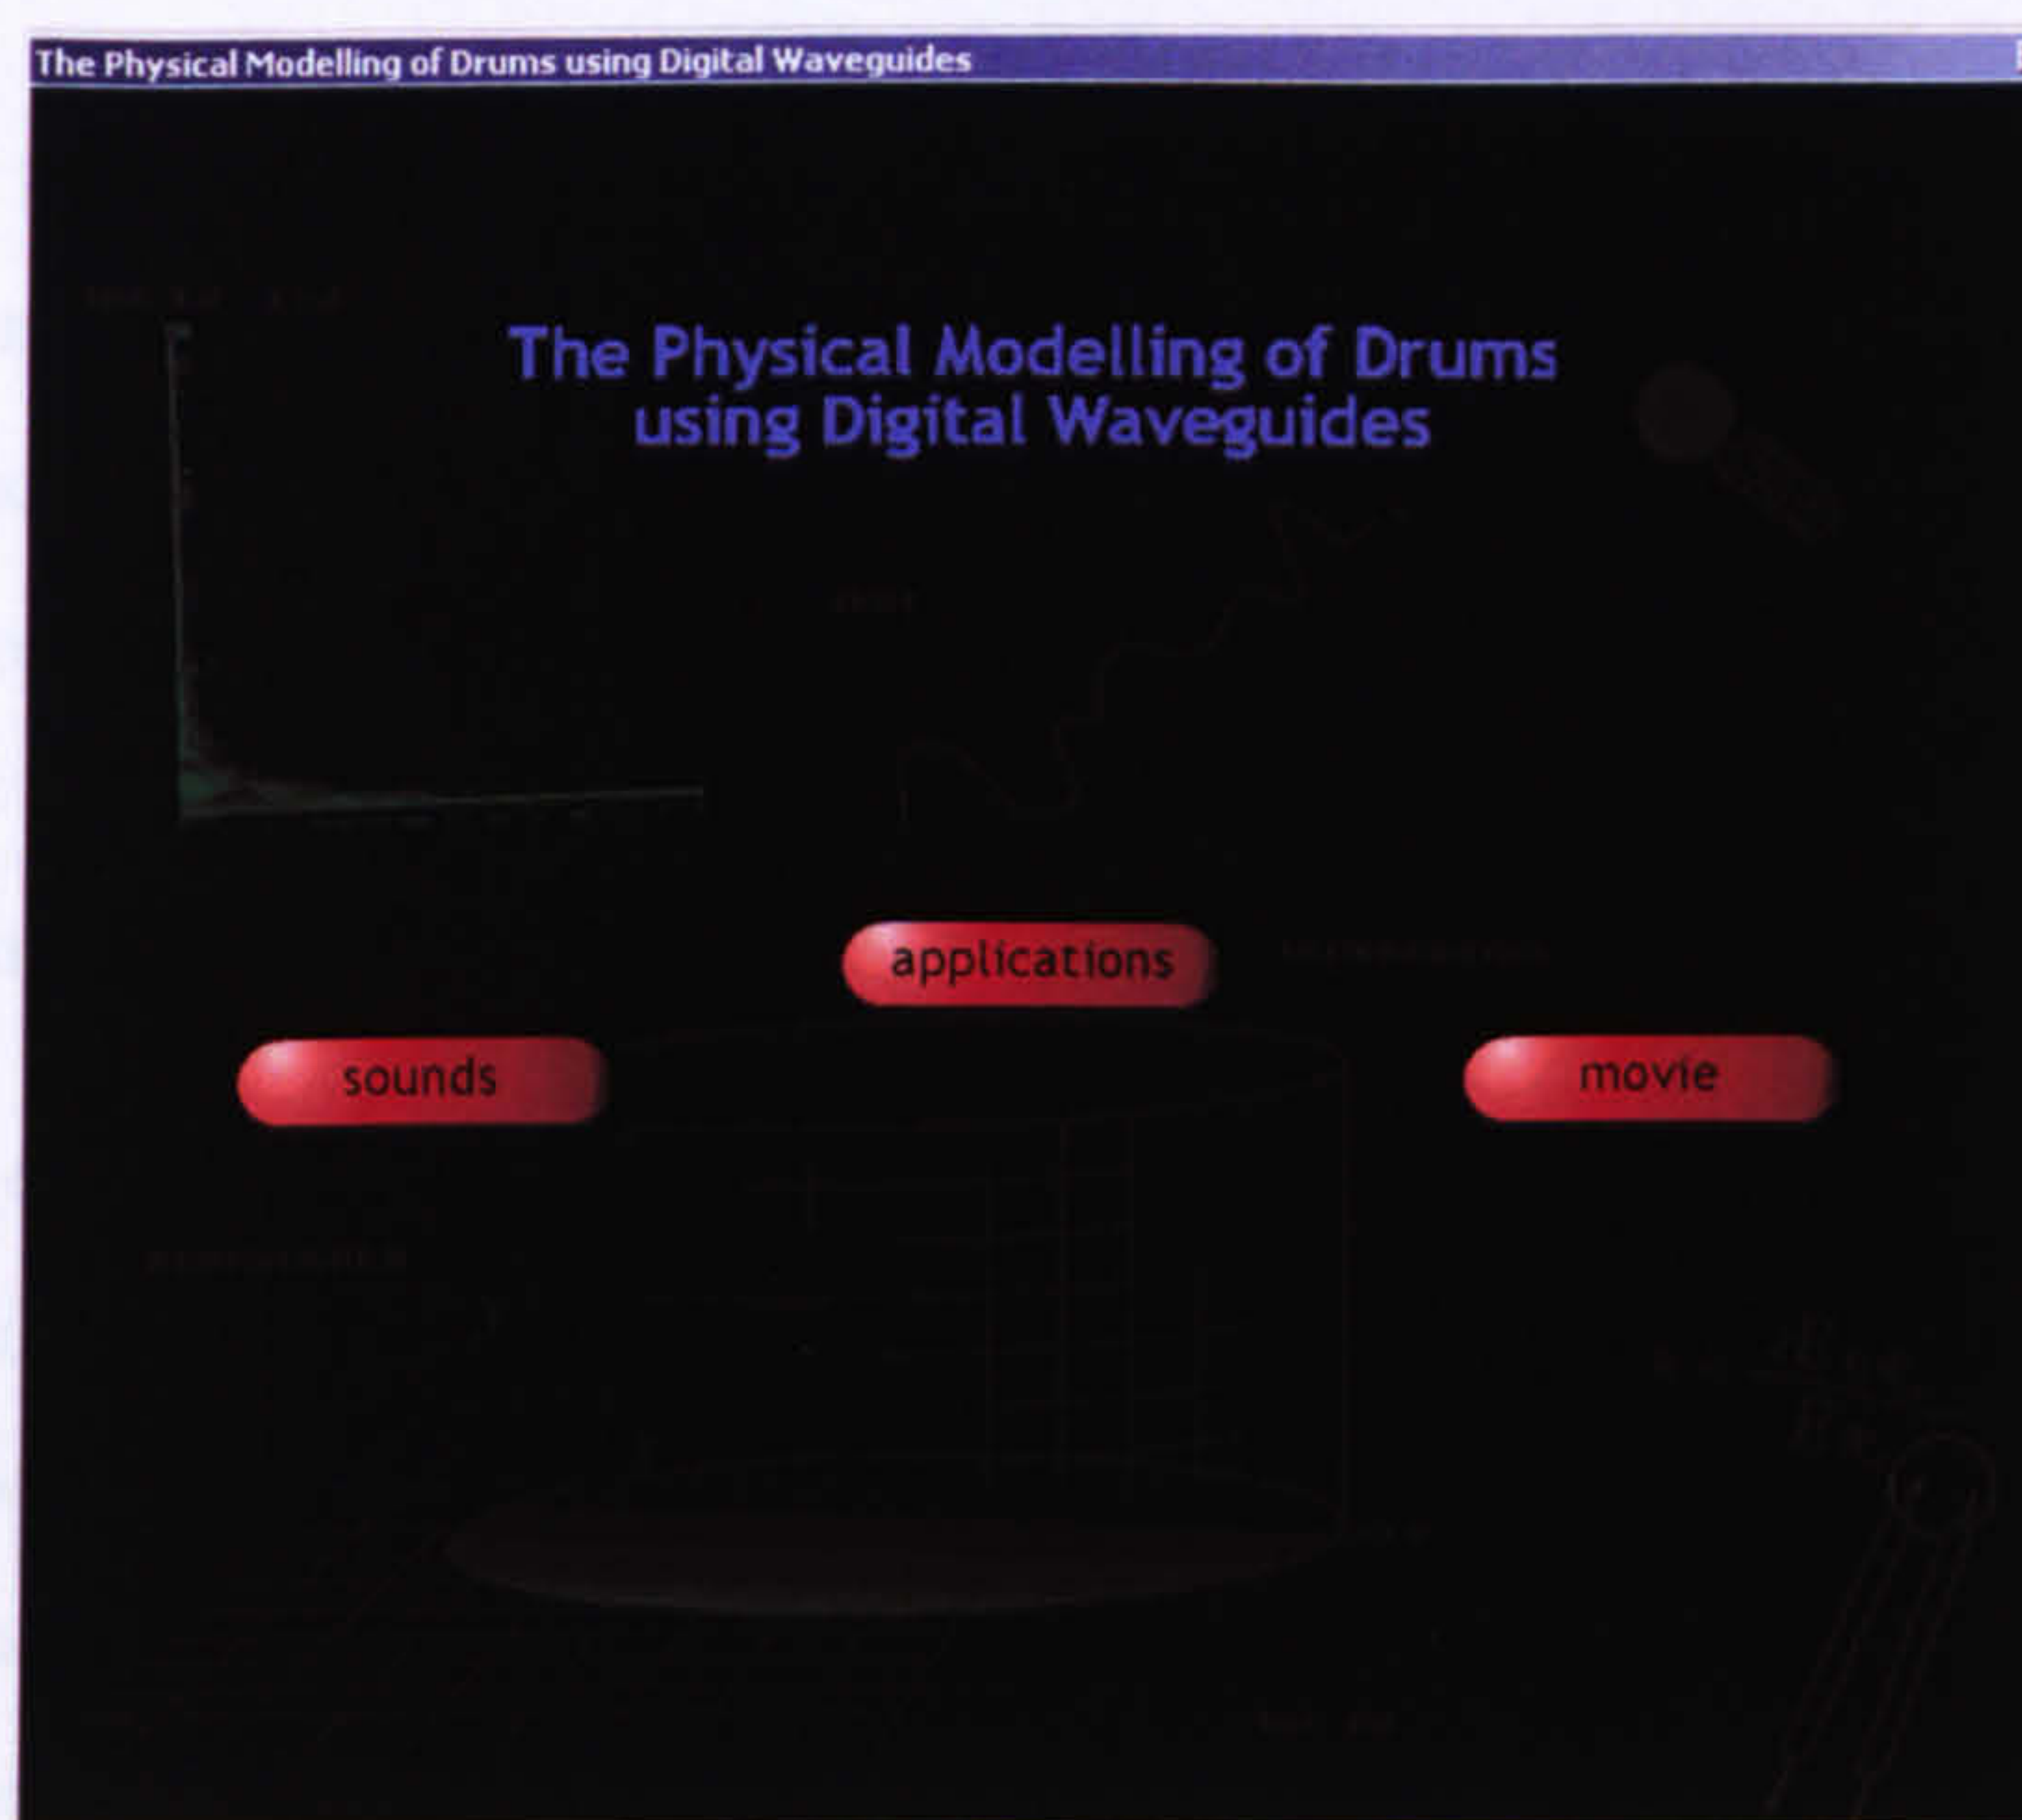 The Physical Modelling of Drums using Digital Waveguides
The Physical Modelling of Drums
using Digital Waveguides
applications
sounds
movie